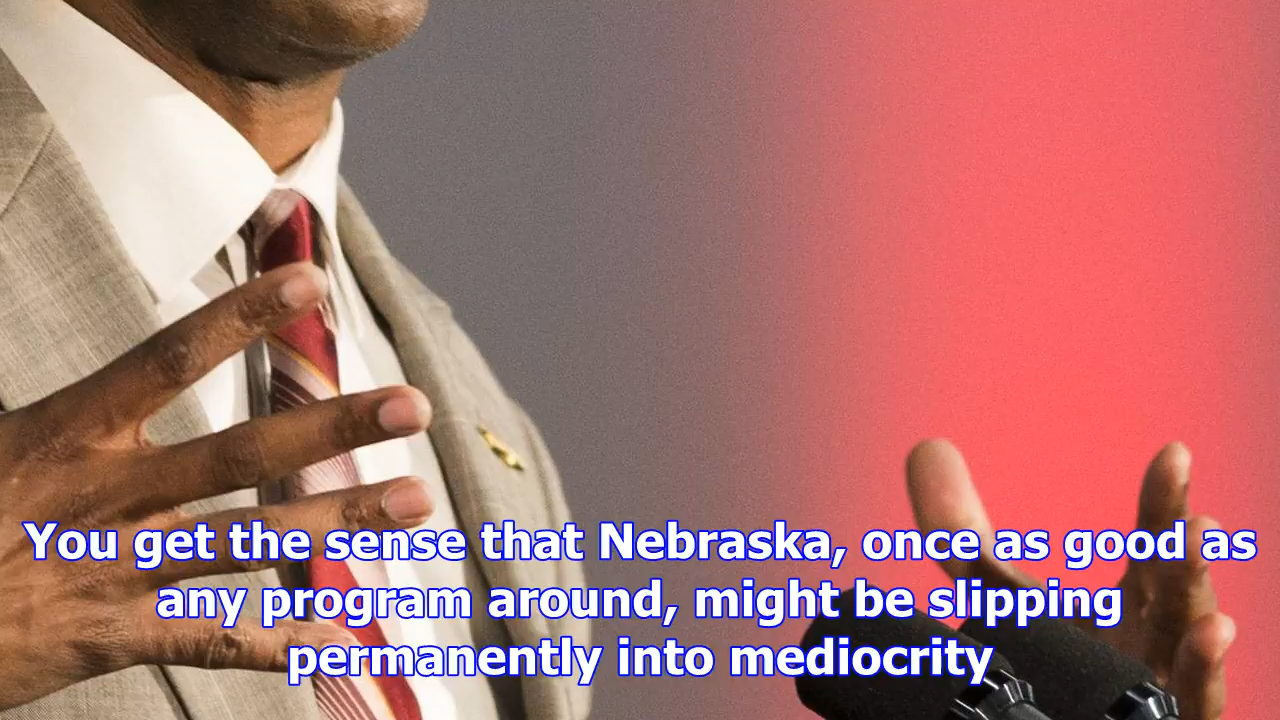 You get the sense that Nebraska, once as good as
any program around, might be slipping
permanently into mediocrity